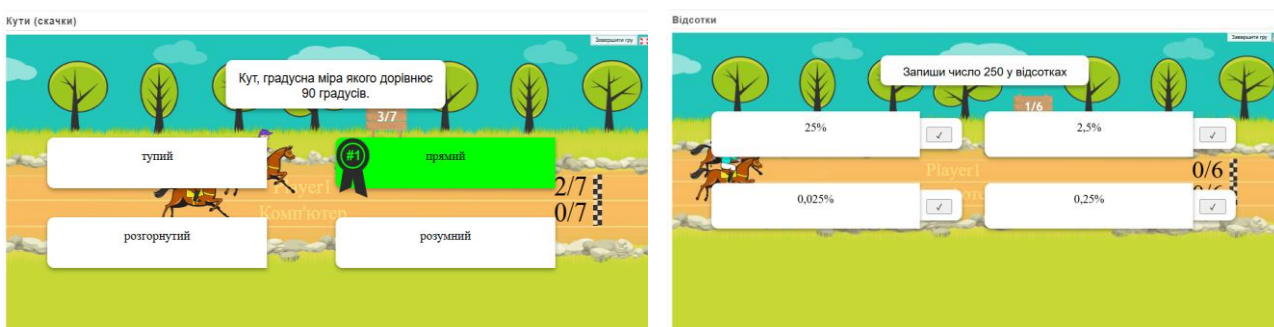 Кути (скачки)
Завершити гру
Кут, градусна міра якого дорівнює
90 градусів.
3/7
тупий
#1
прямий
Player1
2/7
Комп'ютер
0/7
розгорнутий
розумний
Відсотки
Завершити гру
Запиши число 250 у відсотках
1/6
25%
2,5%
Player1
0/6
0,025%
0,25%